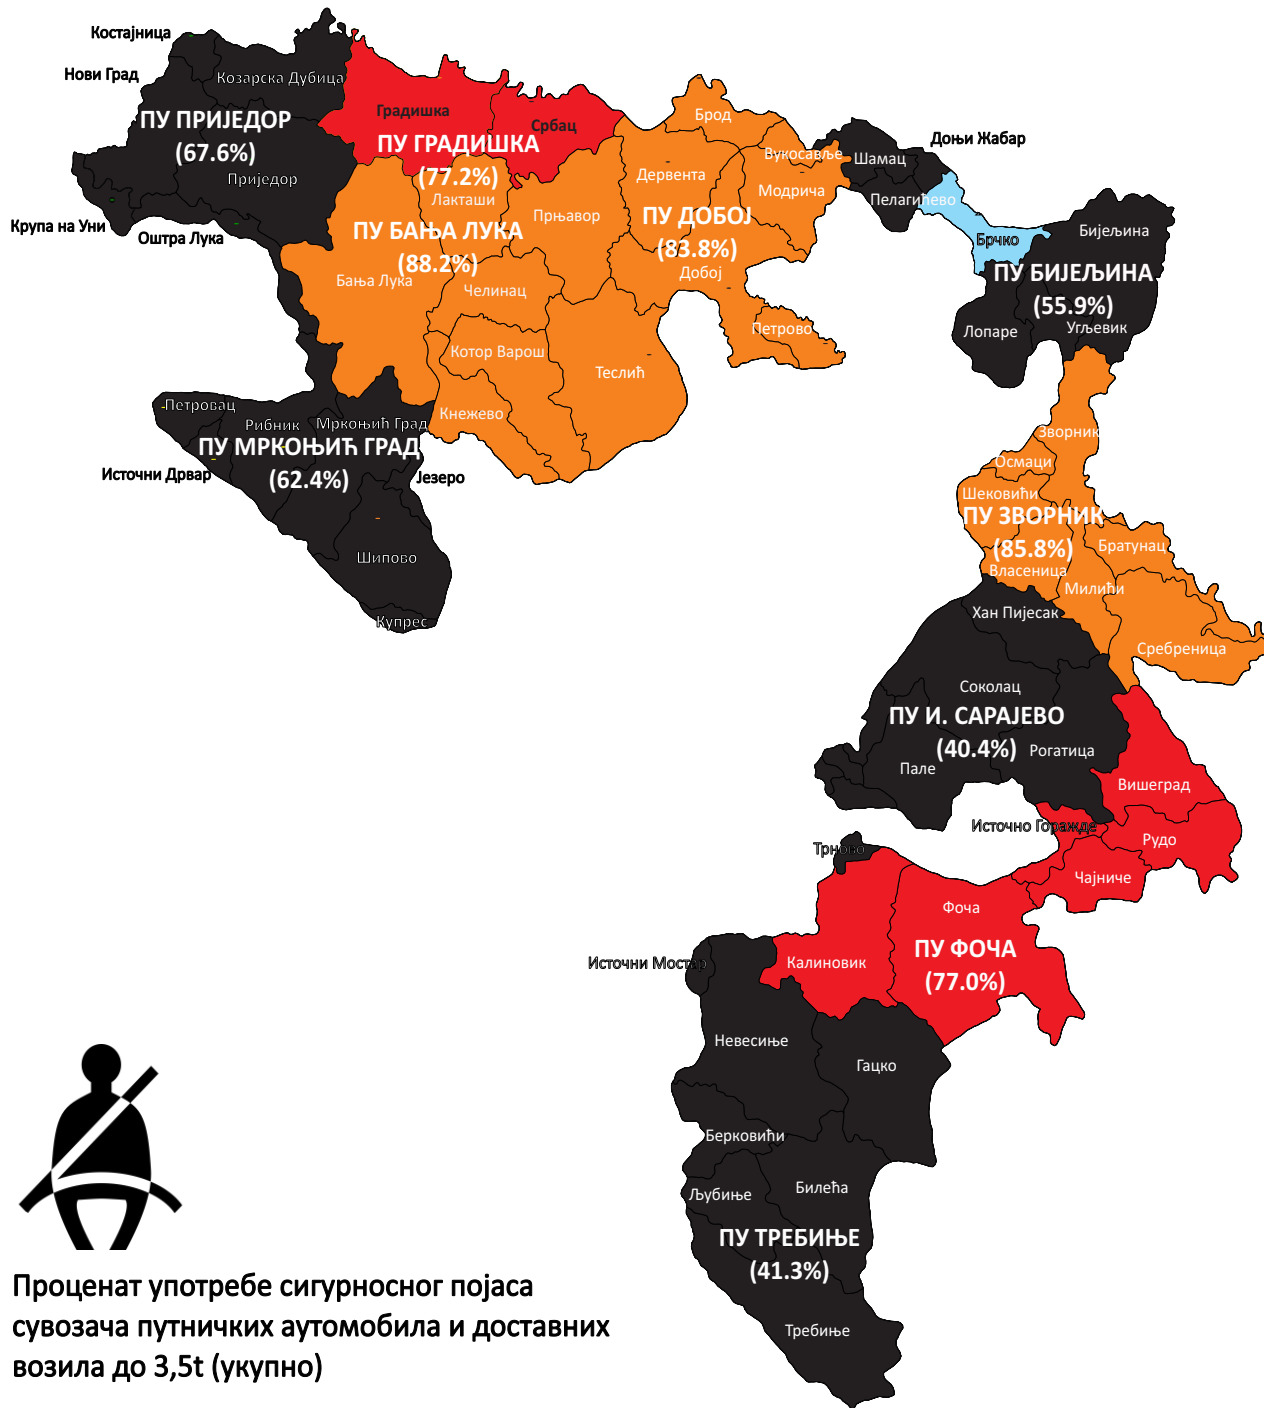 Костајница
Нови Град
Козарска Дубица
ПУ ПРИЈЕДОР
(67.6%)
Приједор
Крупа на Уни
Оштра Лука
Градишка
Србац
ПУ ГРАДИШКА
(77.2%)
Лакташи
ПУ БАЊА ЛУКА
(88.2%)
Бања Лука
Прњавор
Челинац
Котор Варош
Кнежево
Теслић
Брод
Вукосавље
Дервента
Модрича
ПУ ДОБОЈ
(83.8%)
Добој
Петрово
Шамац
Доњи Жабар
Пелагићево
Брчко
Бијељина
ПУ БИЈЕЉИНА
(55.9%)
Лопаре
Угљевик
Петровац
Рибник
Мркоњић Град
ПУ МРКОЊИЋ ГРАД
(62.4%)
Источни Дрвар
Језеро
Шипово
Купрес
Зворник
Осмаци
Шековићи
ПУ ЗВОРНИК
(85.8%)
Братунац
Власеница
Милићи
Сребреница
Хан Пијесак
Соколац
ПУ И. САРАЈЕВО
(40.4%)
Рогатица
Пале
Вишеград
Источно Горажде
Рудо
Трново
Чајниче
Фоча
ПУ ФОЧА
(77.0%)
Калиновик
Источни Мостар
Невесиње
Гацко
Берковићи
Љубиње
Билећа
ПУ ТРЕБИЊЕ
(41.3%)
Требиње
Проценат употребе сигурносног појаса
сувозача путничких аутомобила и доставних
возила до 3,5t (укупно)